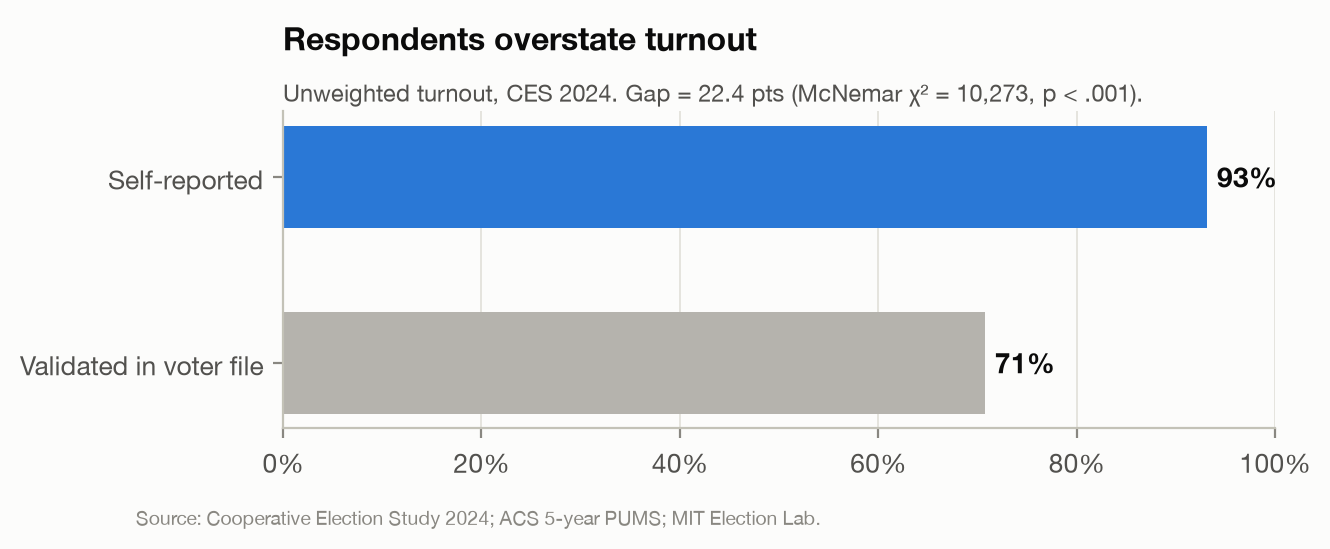 Respondents overstate turnout
Unweighted turnout, CES 2024. Gap = 22.4 pts (McNemar χ² = 10,273, p < .001).
Self-reported
93%
Validated in voter file
71%
0% 20% 40% 60% 80% 100%
Source: Cooperative Election Study 2024; ACS 5-year PUMS; MIT Election Lab.